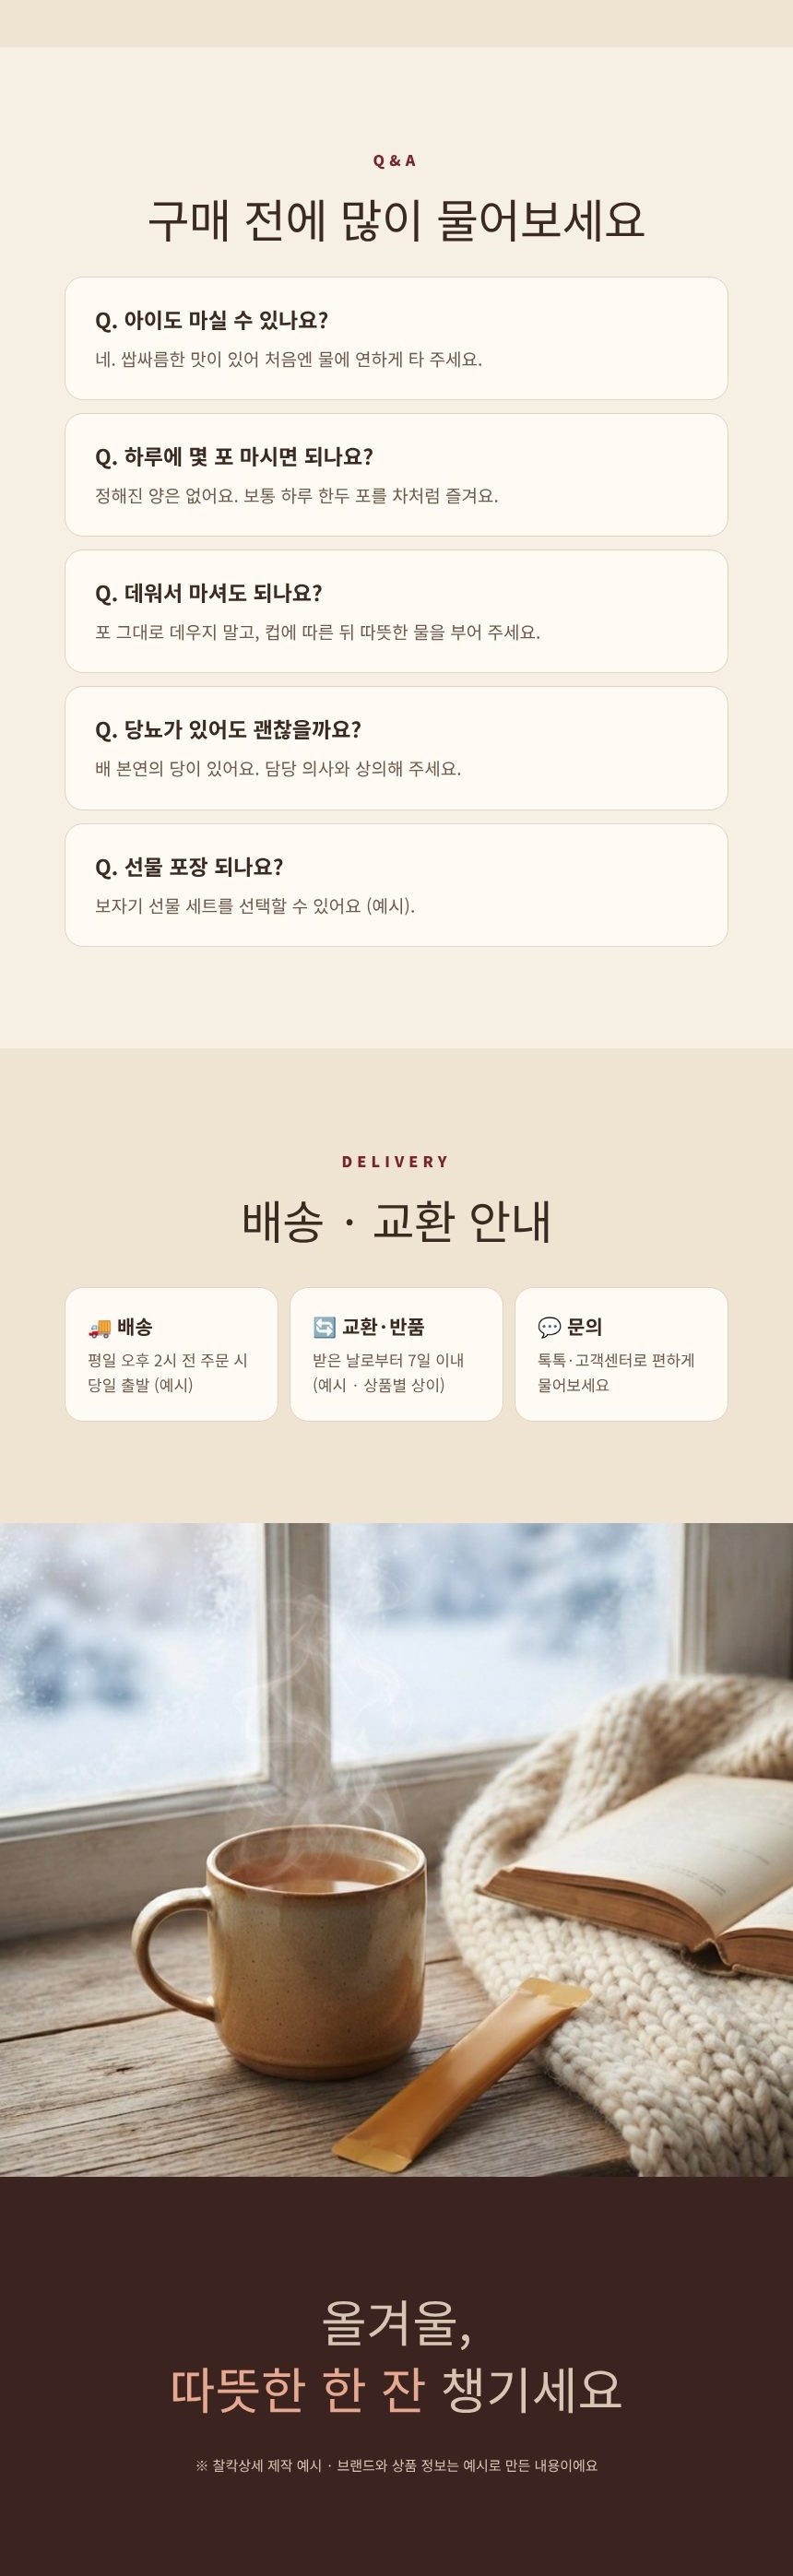 Q & A
구매 전에 많이 물어보세요
Q. 아이도 마실 수 있나요?
네. 쌉싸름한 맛이 있어 처음엔 물에 연하게 타 주세요.
Q. 하루에 몇 포 마시면 되나요?
정해진 양은 없어요. 보통 하루 한두 포를 차처럼 즐겨요.
Q. 데워서 마셔도 되나요?
포 그대로 데우지 말고, 컵에 따른 뒤 따뜻한 물을 부어 주세요.
Q. 당뇨가 있어도 괜찮을까요?
배 본연의 당이 있어요. 담당 의사와 상의해 주세요.
Q. 선물 포장 되나요?
보자기 선물 세트를 선택할 수 있어요 (예시).
DELIVERY
배송 · 교환 안내
🚚 배송
평일 오후 2시 전 주문 시
당일 출발 (예시)
🔄 교환·반품
받은 날로부터 7일 이내
(예시 · 상품별 상이)
💬 문의
톡톡·고객센터로 편하게
물어보세요
올겨울,
따뜻한 한 잔 챙기세요
※ 찰칵상세 제작 예시 · 브랜드와 상품 정보는 예시로 만든 내용이에요